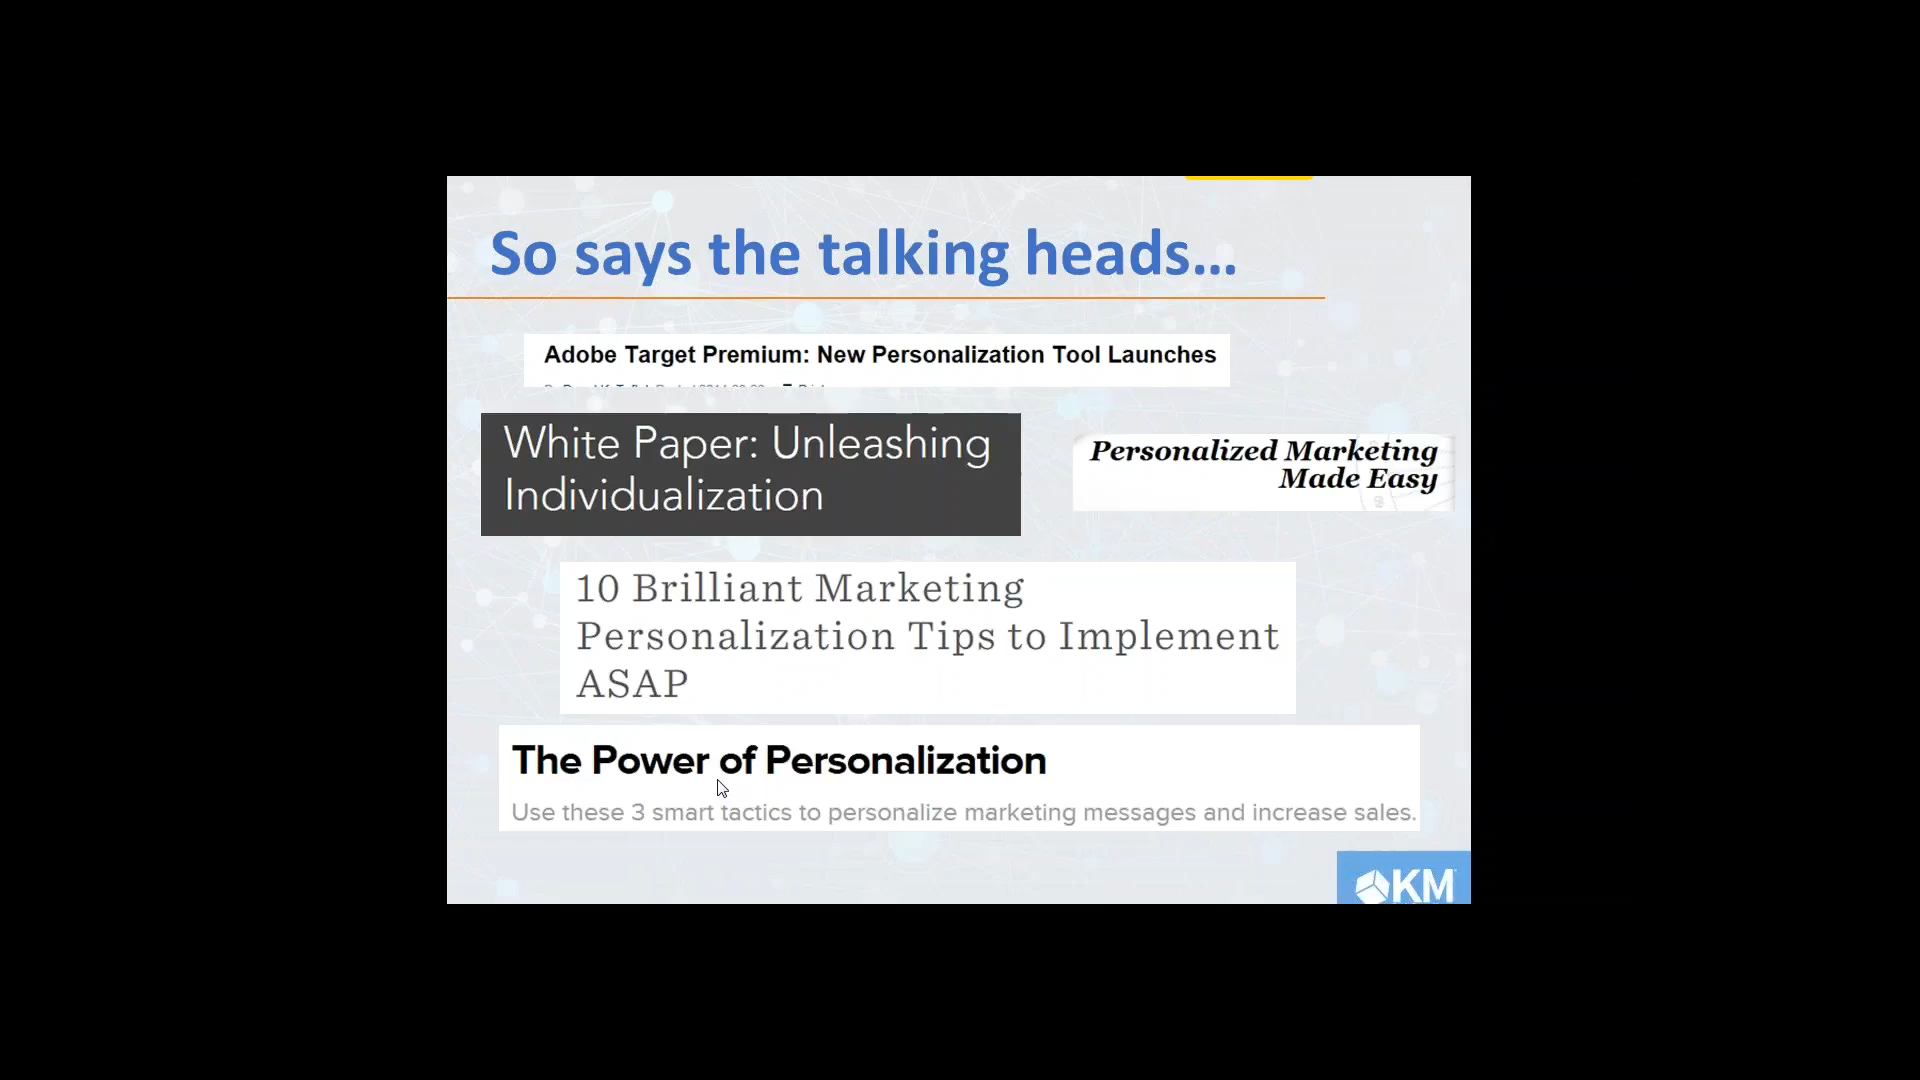 So says the talking heads...
Adobe Target Premium: New Personalization Tool Launches
White Paper: Unleashing
Individualization
Personalized Marketing
Made Easy
10 Brilliant Marketing
Personalization Tips to Implement
ASAP
The Power of Personalization
Use these 3 smart tactics to personalize marketing messages and increase sales.
KM